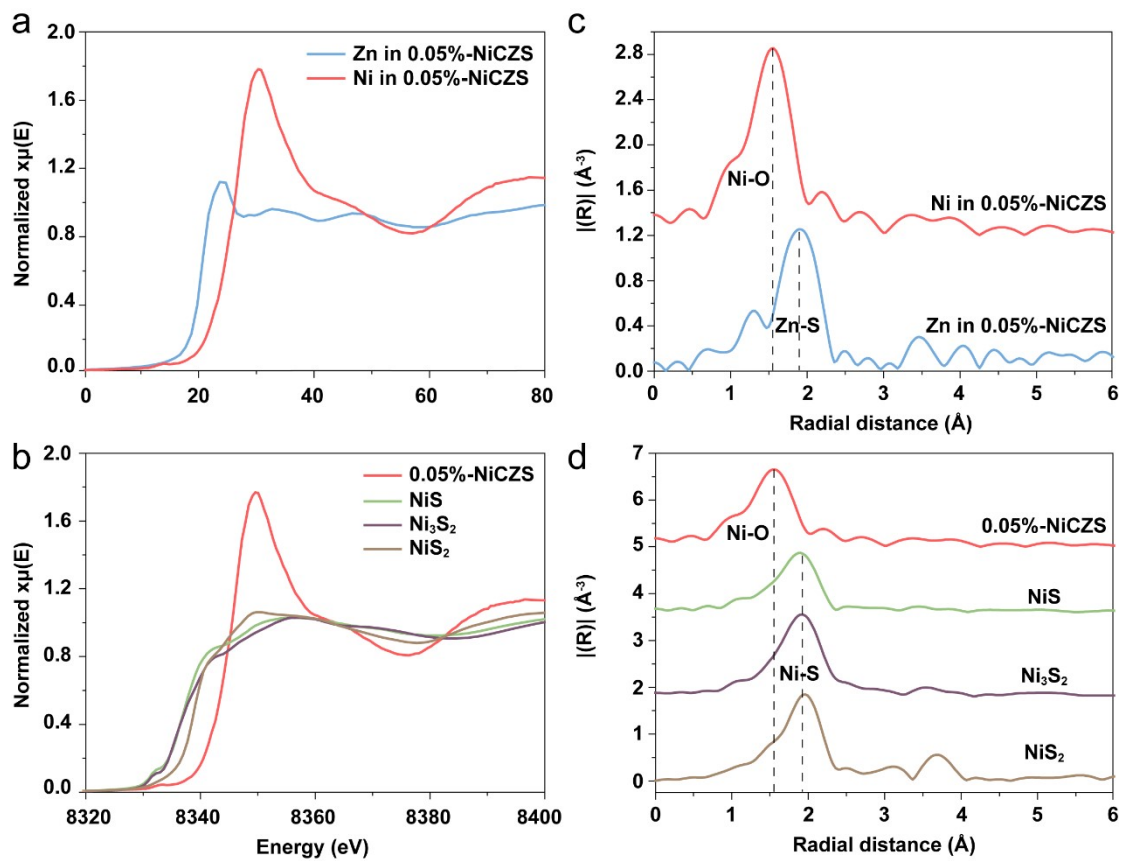 a
2.0
1.6
1.2
0.8
0.4
0.0
Normalized xμ(E)
Zn in 0.05%-NiCZS
Ni in 0.05%-NiCZS
0
20
40
60
80
c
2.8
2.4
2.0
1.6
1.2
0.8
0.4
0.0
|(R)| (Å⁻³)
Ni-O
Ni in 0.05%-NiCZS
Zn-S
Zn in 0.05%-NiCZS
0
1
2
3
4
5
6
Radial distance (Å)
b
2.0
1.6
1.2
0.8
0.4
0.0
Normalized xμ(E)
0.05%-NiCZS
NiS
Ni₃S₂
NiS₂
8320
8340
8360
8380
8400
Energy (eV)
d
7
6
5
4
3
2
1
0
|(R)| (Å⁻³)
Ni-O
0.05%-NiCZS
NiS
Ni-S
Ni₃S₂
NiS₂
0
1
2
3
4
5
6
Radial distance (Å)